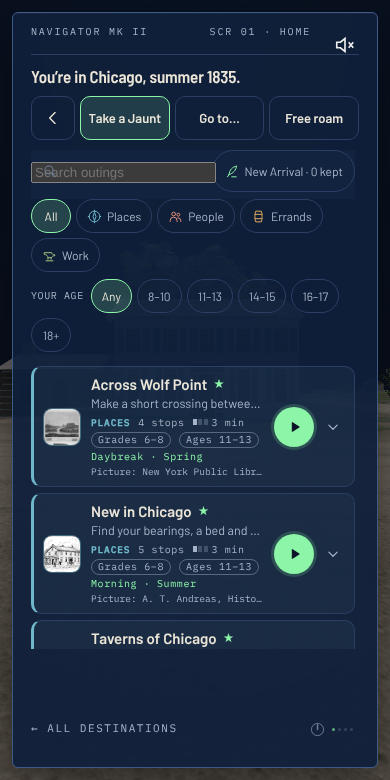 NAVIGATOR MK II SCR 01 · HOME
You're in Chicago, summer 1835.
Take a Jaunt Go to… Free roam
Search outings New Arrival · 0 kept
All Places People Errands
Work
YOUR AGE Any 8–10 11–13 14–15 16–17
18+
Across Wolf Point ★
Make a short crossing betwee…
PLACES 4 stops 3 min
Grades 6–8 Ages 11–13
Daybreak · Spring
Picture: New York Public Libr…
New in Chicago ★
Find your bearings, a bed and …
PLACES 5 stops 3 min
Grades 6–8 Ages 11–13
Morning · Summer
Picture: A. T. Andreas, Histo…
Taverns of Chicago ★
← ALL DESTINATIONS